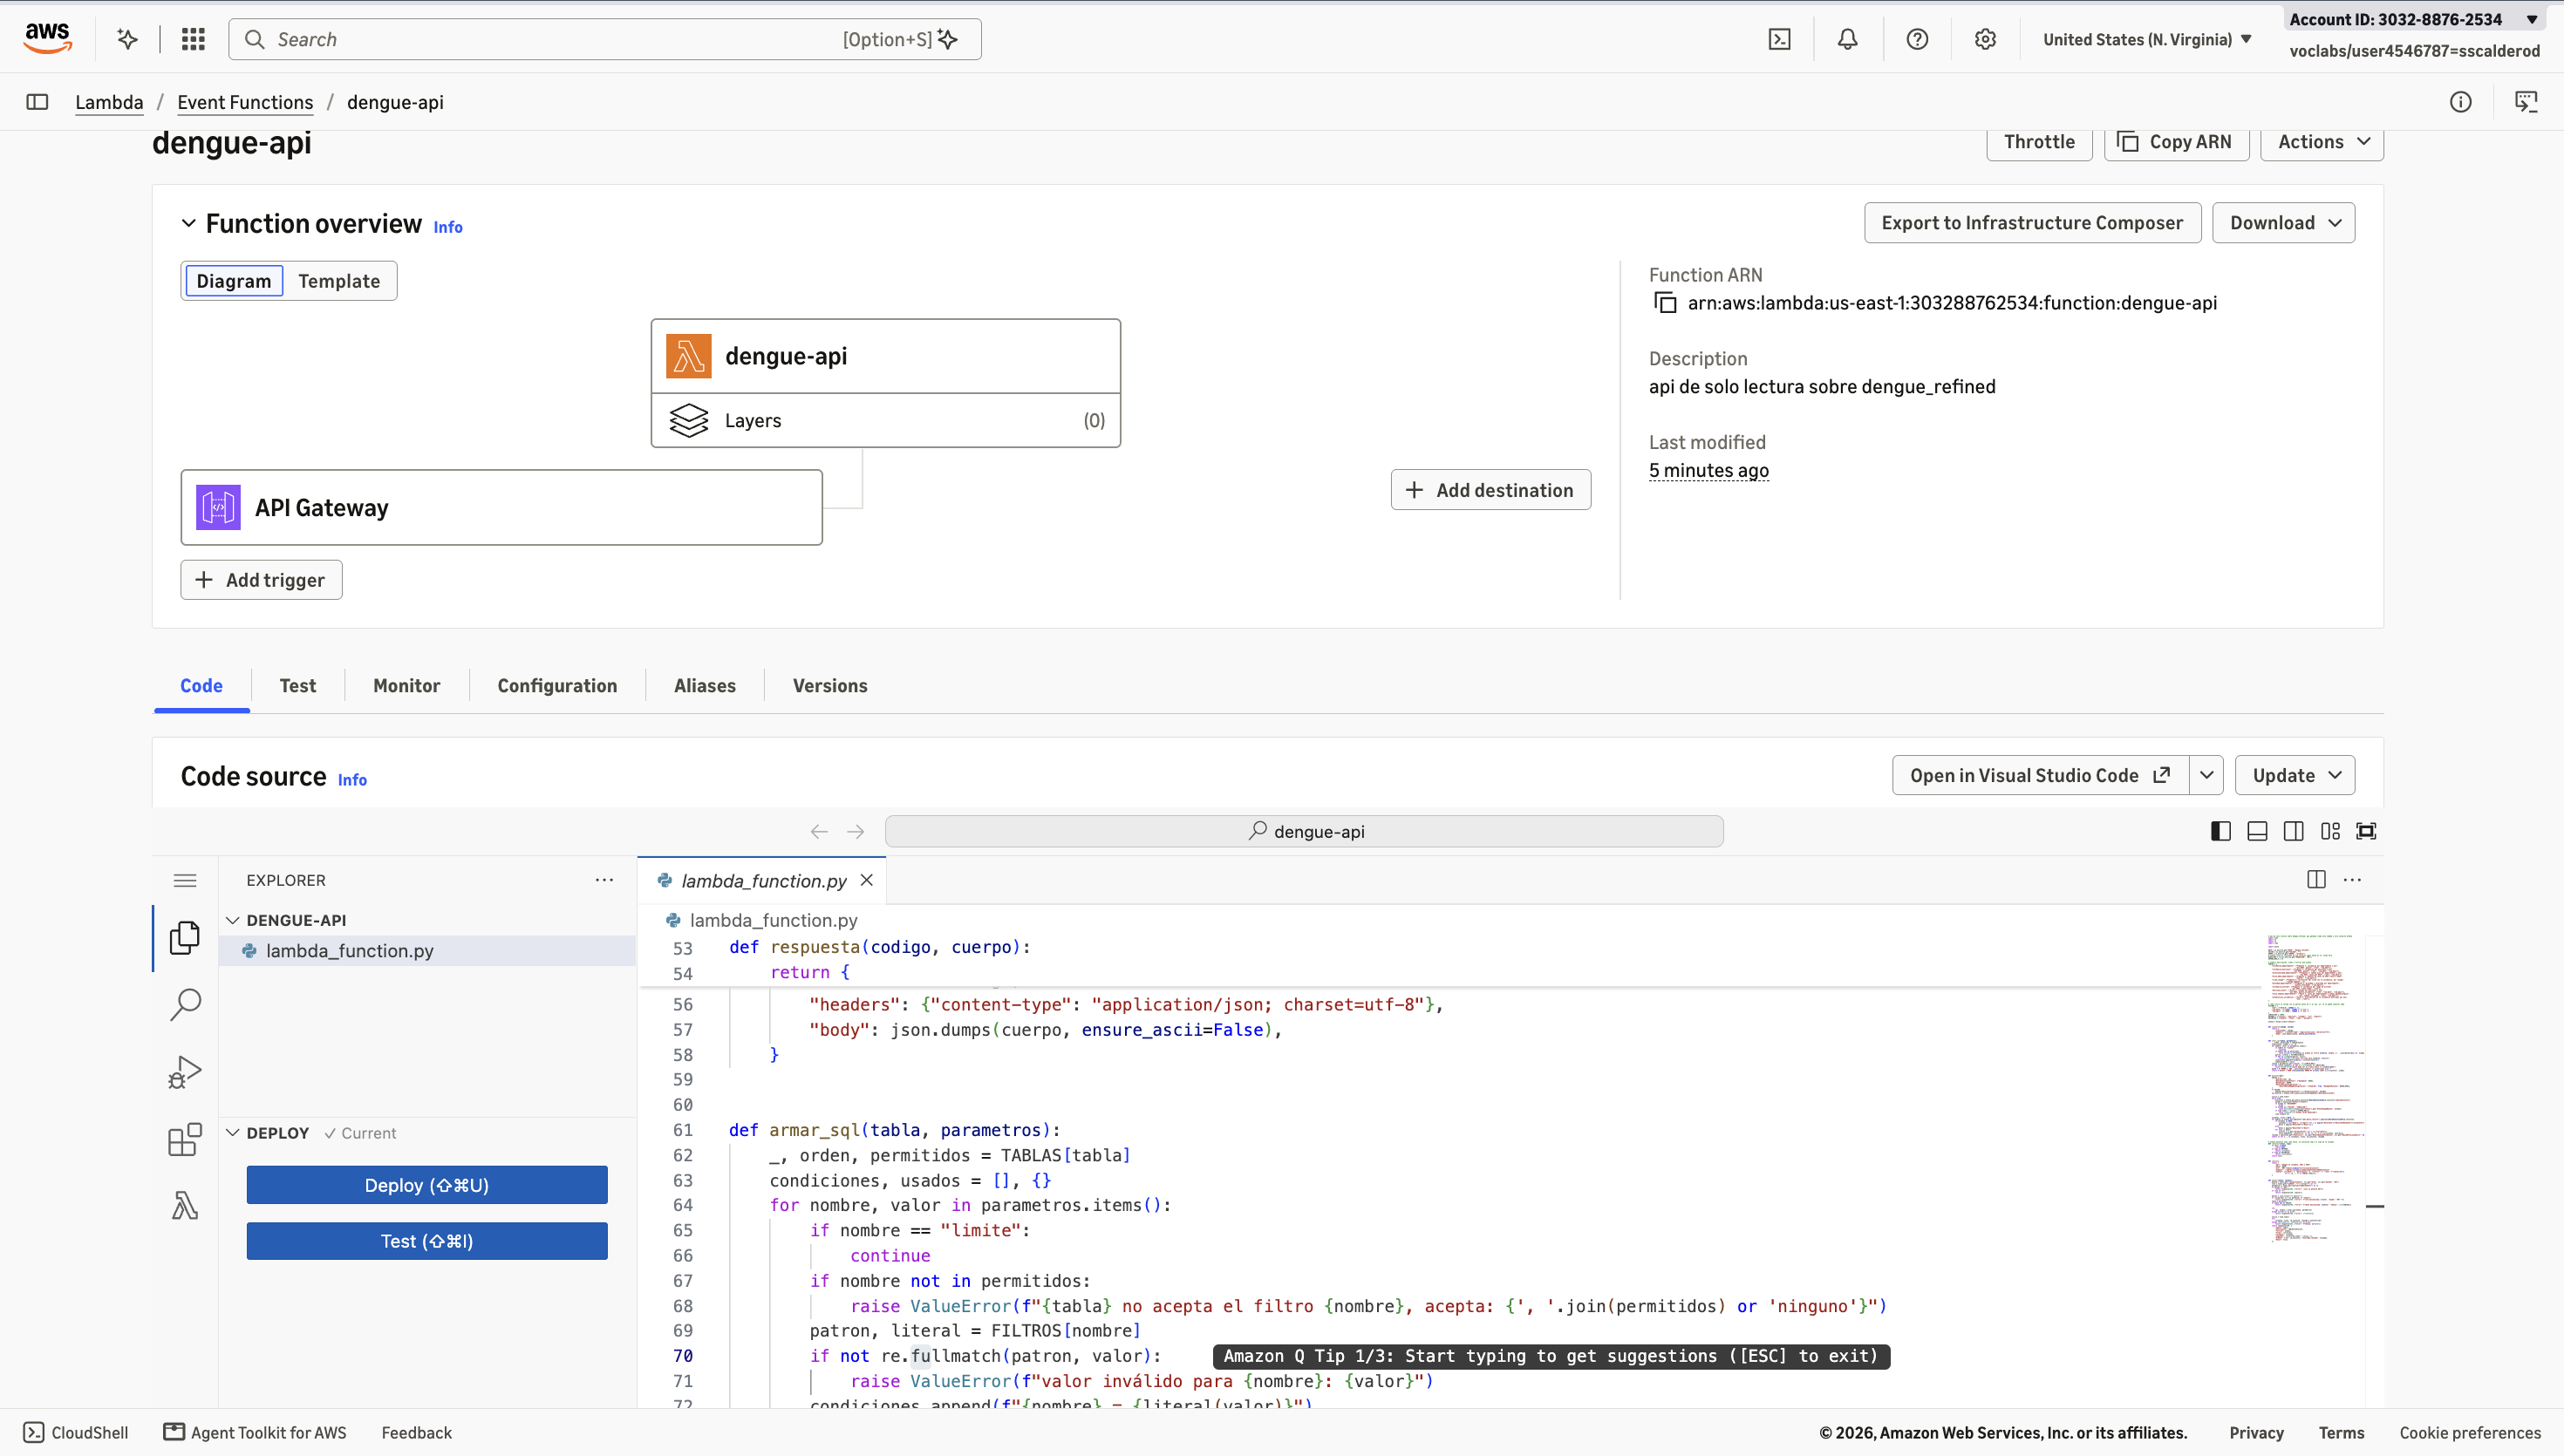 aws
Search
[Option+S]
United States (N. Virginia)
Account ID: 3032-8876-2534
voclabs/user4546787=sscalderod
Lambda / Event Functions / dengue-api
dengue-api
Throttle
Copy ARN
Actions
Function overview Info
Export to Infrastructure Composer
Download
Diagram
Template
dengue-api
Layers
(0)
API Gateway
Add destination
Add trigger
Function ARN
arn:aws:lambda:us-east-1:303288762534:function:dengue-api
Description
api de solo lectura sobre dengue_refined
Last modified
5 minutes ago
Code
Test
Monitor
Configuration
Aliases
Versions
Code source Info
Open in Visual Studio Code
Update
dengue-api
EXPLORER
DENGUE-API
lambda_function.py
DEPLOY Current
Deploy (⇧⌘U)
Test (⇧⌘I)
lambda_function.py
lambda_function.py
53 def respuesta(codigo, cuerpo):
54 return {
56 "headers": {"content-type": "application/json; charset=utf-8"},
57 "body": json.dumps(cuerpo, ensure_ascii=False),
58 }
59
60
61 def armar_sql(tabla, parametros):
62 _, orden, permitidos = TABLAS[tabla]
63 condiciones, usados = [], {}
64 for nombre, valor in parametros.items():
65 if nombre == "limite":
66 continue
67 if nombre not in permitidos:
68 raise ValueError(f"{tabla} no acepta el filtro {nombre}, acepta: {', '.join(permitidos) or 'ninguno'}")
69 patron, literal = FILTROS[nombre]
70 if not re.fullmatch(patron, valor):
Amazon Q Tip 1/3: Start typing to get suggestions ([ESC] to exit)
71 raise ValueError(f"valor inválido para {nombre}: {valor}")
72 condiciones.append(f"{nombre} = {literal(valor)}")
CloudShell
Agent Toolkit for AWS
Feedback
© 2026, Amazon Web Services, Inc. or its affiliates.
Privacy
Terms
Cookie preferences